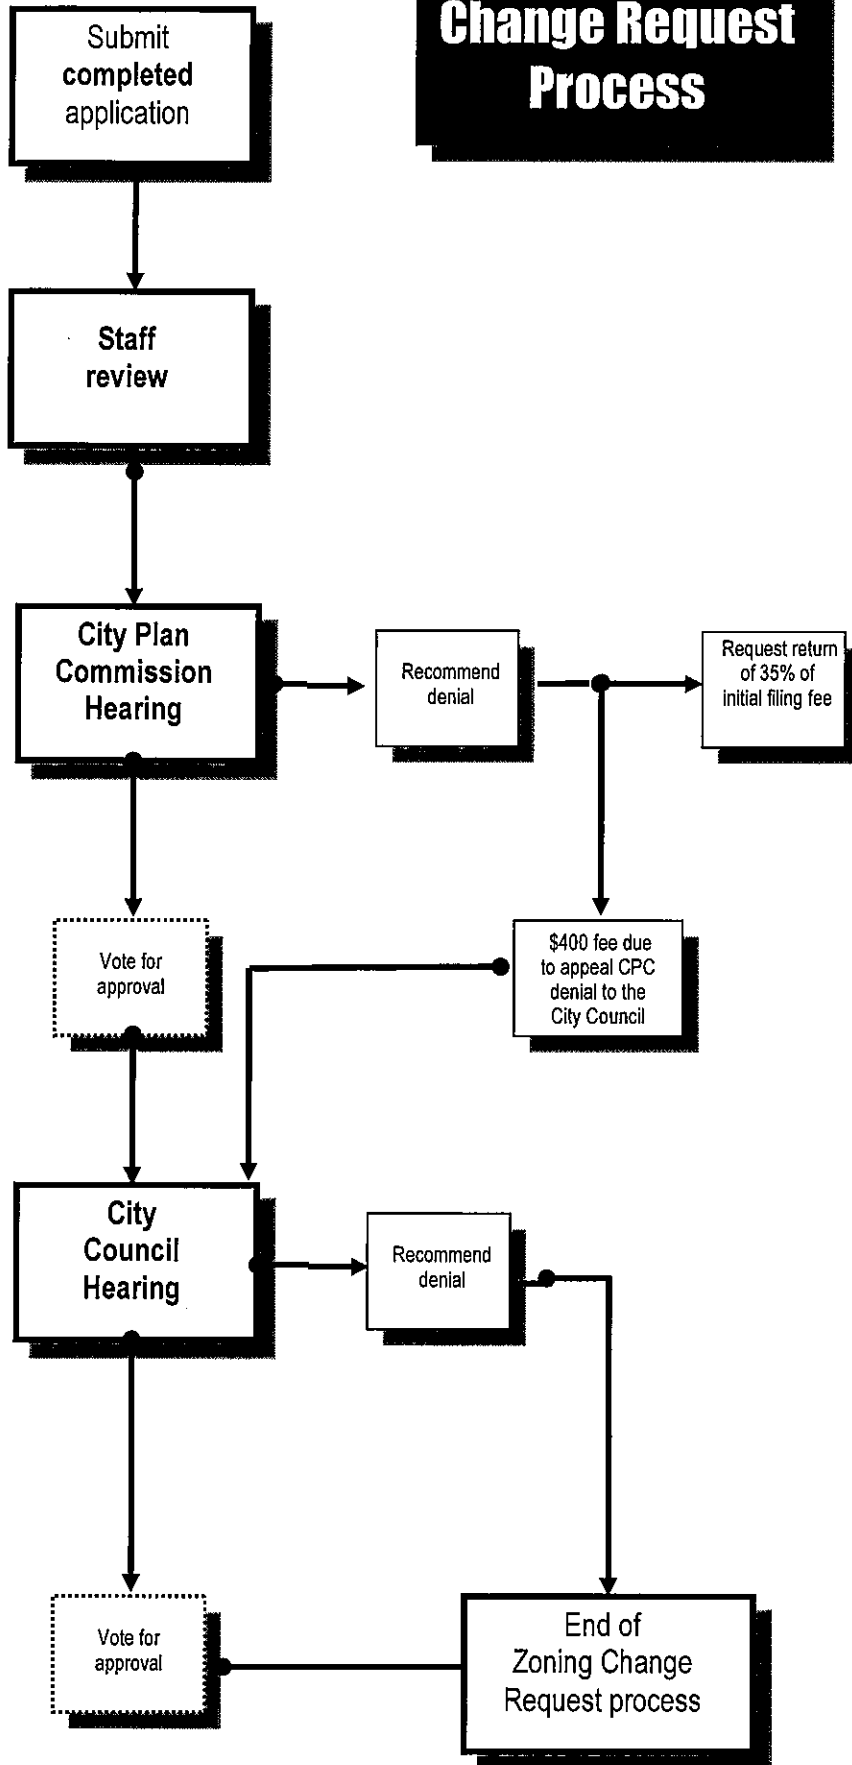 Change Request
Process
Submit
completed
application
Staff
review
City Plan
Commission
Hearing
Recommend
denial
Request return
of 35% of
initial filing fee
Vote for
approval
$400 fee due
to appeal CPC
denial to the
City Council
City
Council
Hearing
Recommend
denial
Vote for
approval
End of
Zoning Change
Request process